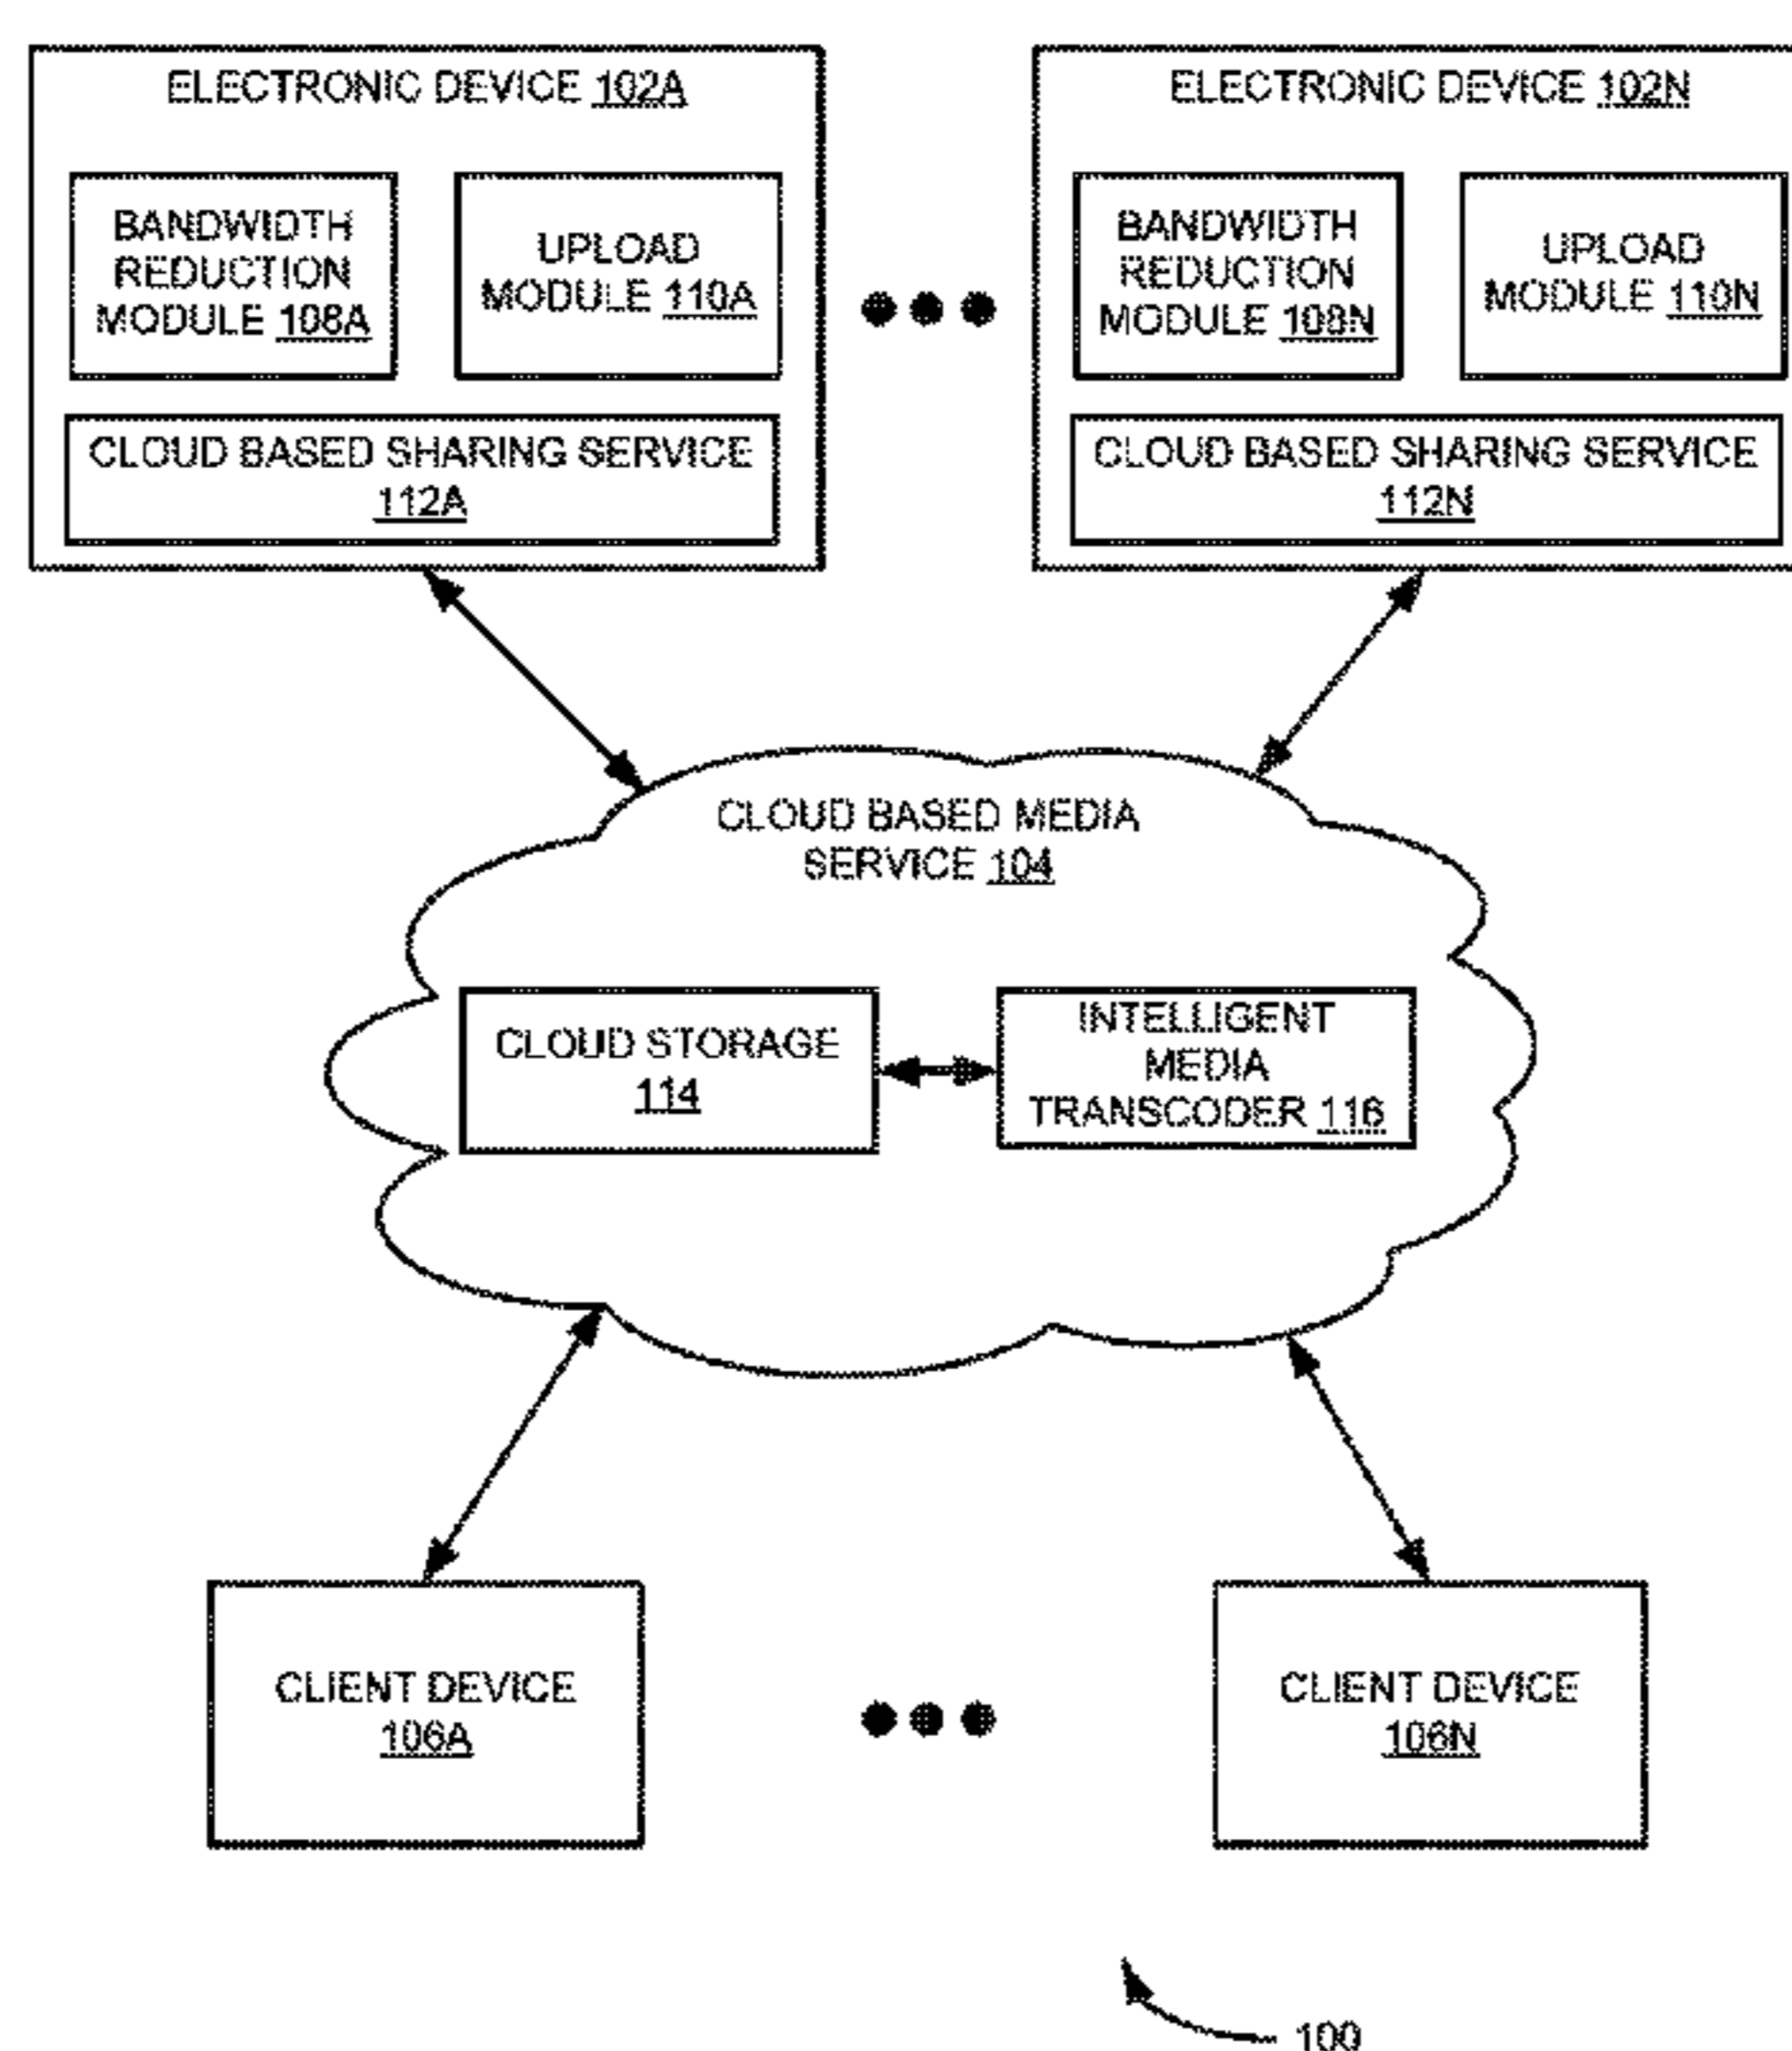 ELECTRONIC DEVICE 102A
BANDWIDTH
REDUCTION
MODULE 108A
UPLOAD
MODULE 110A
CLOUD BASED SHARING SERVICE
112A
ELECTRONIC DEVICE 102N
BANDWIDTH
REDUCTION
MODULE 108N
UPLOAD
MODULE 110N
CLOUD BASED SHARING SERVICE
112N
CLOUD BASED MEDIA
SERVICE 104
CLOUD STORAGE
114
INTELLIGENT
MEDIA
TRANSCODER 116
CLIENT DEVICE
106A
CLIENT DEVICE
106N
100